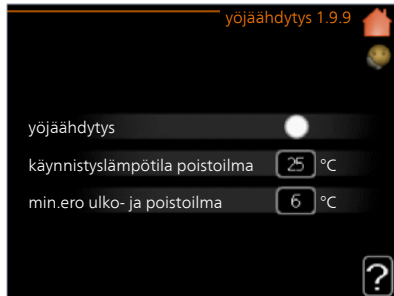 yöjäähdytys 1.9.9
yöjäähdytys
käynnistyslämpötila poistoilma 25 °C
min.ero ulko- ja poistoilma 6 °C
?